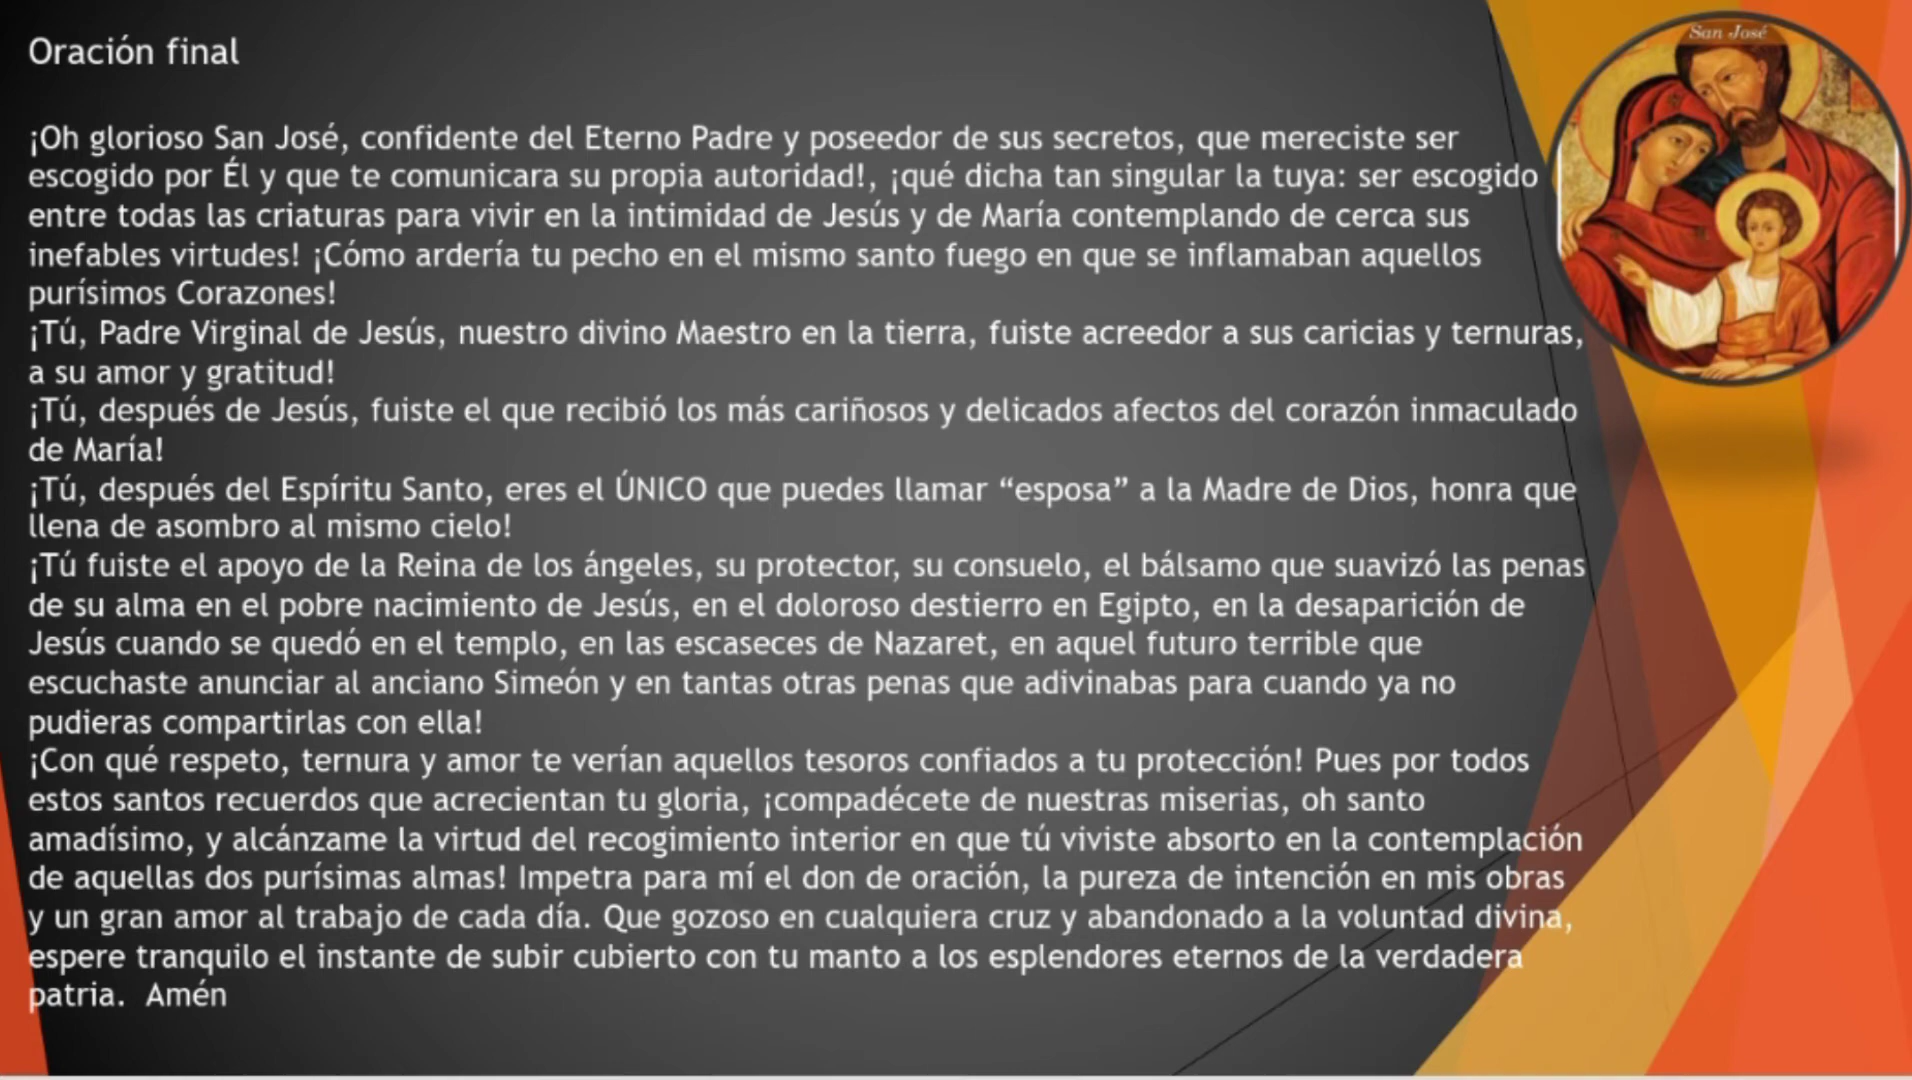 Oración final
¡Oh glorioso San José, confidente del Eterno Padre y poseedor de sus secretos, que mereciste ser
escogido por Él y que te comunicara su propia autoridad!, ¡qué dicha tan singular la tuya: ser escogido
entre todas las criaturas para vivir en la intimidad de Jesús y de María contemplando de cerca sus
inefables virtudes! ¡Cómo ardería tu pecho en el mismo santo fuego en que se inflamaban aquellos
purísimos Corazones!
¡Tú, Padre Virginal de Jesús, nuestro divino Maestro en la tierra, fuiste acreedor a sus caricias y ternuras,
a su amor y gratitud!
¡Tú, después de Jesús, fuiste el que recibió los más cariñosos y delicados afectos del corazón inmaculado
de María!
¡Tú, después del Espíritu Santo, eres el ÚNICO que puedes llamar “esposa” a la Madre de Dios, honra que
llena de asombro al mismo cielo!
¡Tú fuiste el apoyo de la Reina de los ángeles, su protector, su consuelo, el bálsamo que suavizó las penas
de su alma en el pobre nacimiento de Jesús, en el doloroso destierro en Egipto, en la desaparición de
Jesús cuando se quedó en el templo, en las escaseces de Nazaret, en aquel futuro terrible que
escuchaste anunciar al anciano Simeón y en tantas otras penas que adivinabas para cuando ya no
pudieras compartirlas con ella!
¡Con qué respeto, ternura y amor te verían aquellos tesoros confiados a tu protección! Pues por todos
estos santos recuerdos que acrecientan tu gloria, ¡compadécete de nuestras miserias, oh santo
amadísimo, y alcánzame la virtud del recogimiento interior en que tú viviste absorto en la contemplación
de aquellas dos purísimas almas! Impetra para mí el don de oración, la pureza de intención en mis obras
y un gran amor al trabajo de cada día. Que gozoso en cualquiera cruz y abandonado a la voluntad divina,
espere tranquilo el instante de subir cubierto con tu manto a los esplendores eternos de la verdadera
patria.  Amén
San José